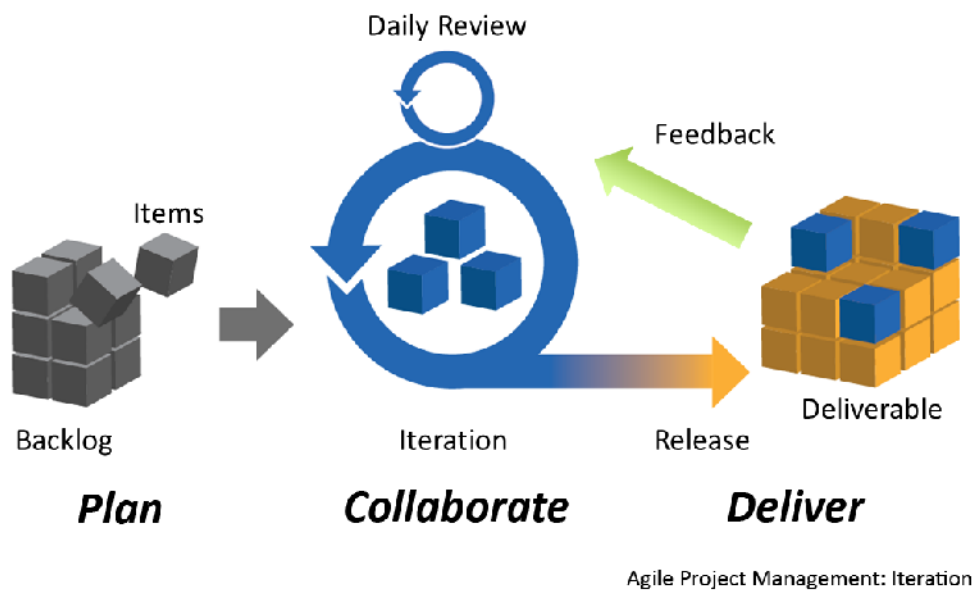 Daily Review
Feedback
Items
Deliverable
Backlog
Iteration
Release
Plan
Collaborate
Deliver
Agile Project Management: Iteration